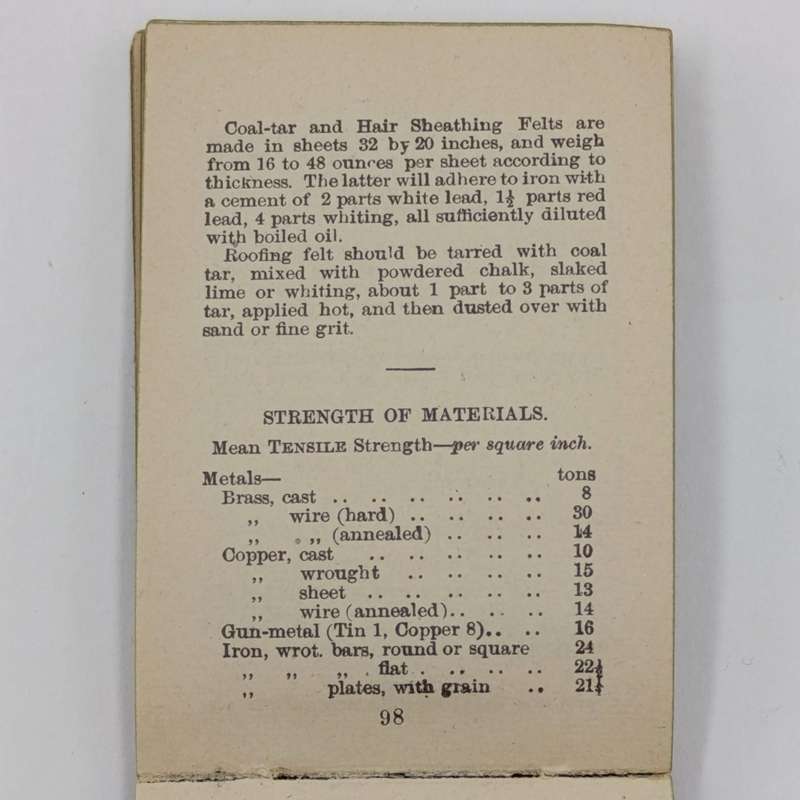 Coal-tar and Hair Sheathing Felts are
made in sheets 32 by 20 inches, and weigh
from 16 to 48 ounces per sheet according to
thickness. The latter will adhere to iron with
a cement of 2 parts white lead, 1½ parts red
lead, 4 parts whiting, all sufficiently diluted
with boiled oil.
Roofing felt should be tarred with coal
tar, mixed with powdered chalk, slaked
lime or whiting, about 1 part to 3 parts of
tar, applied hot, and then dusted over with
sand or fine grit.
STRENGTH OF MATERIALS.
Mean TENSILE Strength—per square inch.
Metals— tons
Brass, cast .. .. .. .. .. .. 8
,, wire (hard) .. .. .. .. 30
,, ,, (annealed) .. .. .. 14
Copper, cast .. .. .. .. .. 10
,, wrought .. .. .. .. 15
,, sheet .. .. .. .. .. 13
,, wire (annealed).. .. .. 14
Gun-metal (Tin 1, Copper 8).. .. 16
Iron, wrot. bars, round or square 24
,, ,, ,, flat . .. .. .. 22½
,, plates, with grain .. 21½
98